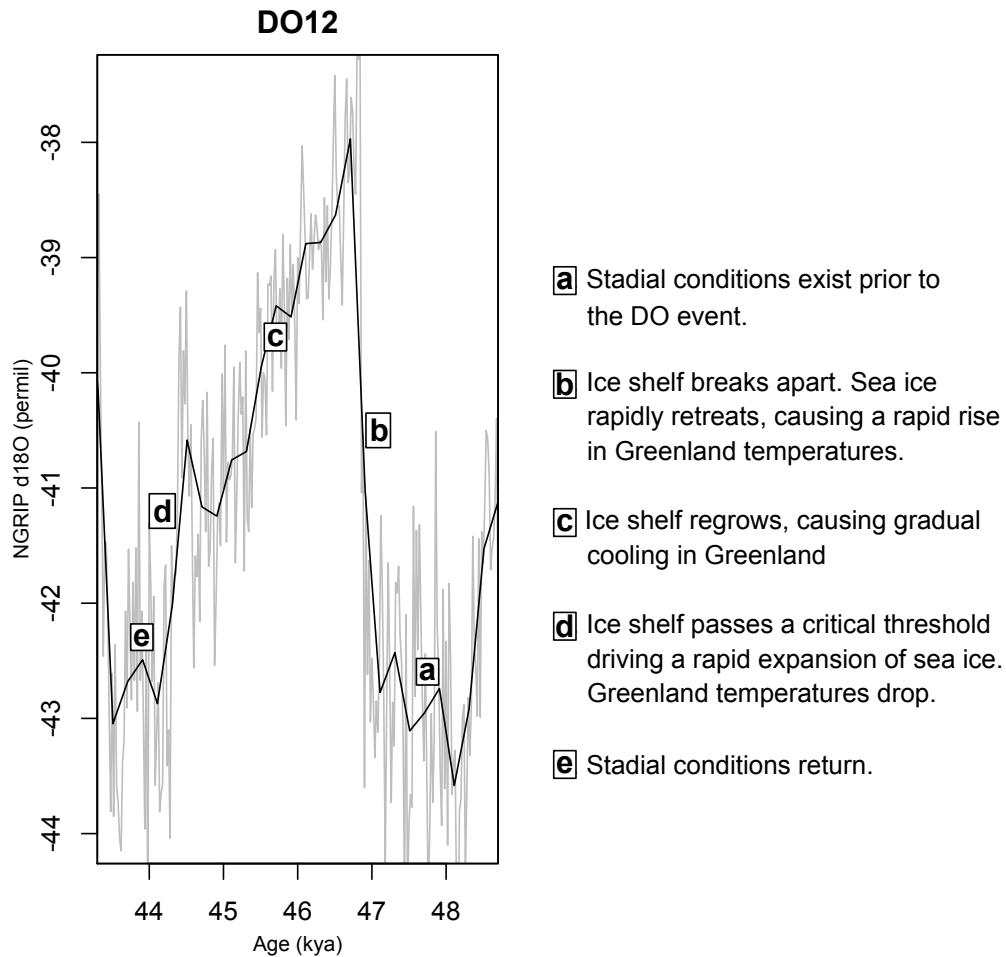 DO12
NGRIP d18O (permil)
-38
-39
-40
-41
-42
-43
-44
b
c
d
e
a
44 45 46 47 48
Age (kya)
a Stadial conditions exist prior to
the DO event.
b Ice shelf breaks apart. Sea ice
rapidly retreats, causing a rapid rise
in Greenland temperatures.
c Ice shelf regrows, causing gradual
cooling in Greenland
d Ice shelf passes a critical threshold
driving a rapid expansion of sea ice.
Greenland temperatures drop.
e Stadial conditions return.